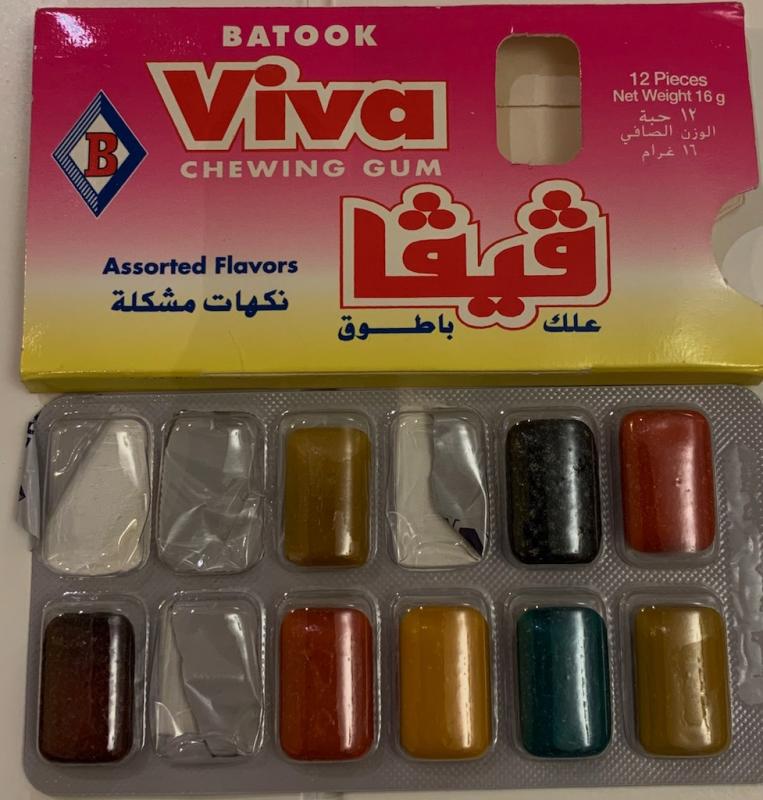 BATOOK
Viva
CHEWING GUM
B
12 Pieces
Net Weight 16 g
١٢ حبة
الوزن الصافي
١٦ غرام
Assorted Flavors
نكهات مشكلة
ڤيڤا
علك باطـــوق